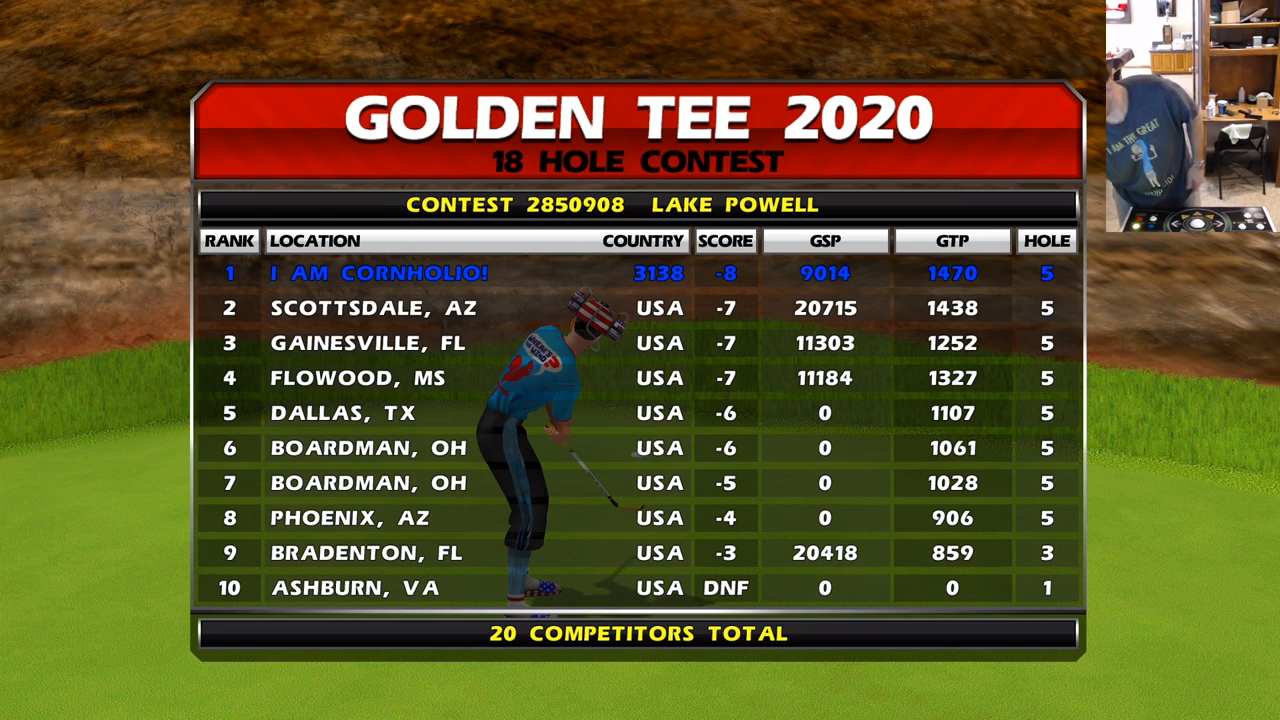 GOLDEN TEE 2020
18 HOLE CONTEST
CONTEST 2850908 LAKE POWELL
RANK LOCATION COUNTRY SCORE GSP GTP HOLE
1 I AM CORNHOLIO! 3138 -8 9014 1470 5
2 SCOTTSDALE, AZ USA -7 20715 1438 5
3 GAINESVILLE, FL USA -7 11303 1252 5
4 FLOWOOD, MS USA -7 11184 1327 5
5 DALLAS, TX USA -6 0 1107 5
6 BOARDMAN, OH USA -6 0 1061 5
7 BOARDMAN, OH USA -5 0 1028 5
8 PHOENIX, AZ USA -4 0 906 5
9 BRADENTON, FL USA -3 20418 859 3
10 ASHBURN, VA USA DNF 0 0 1
20 COMPETITORS TOTAL
I AM THE GREAT